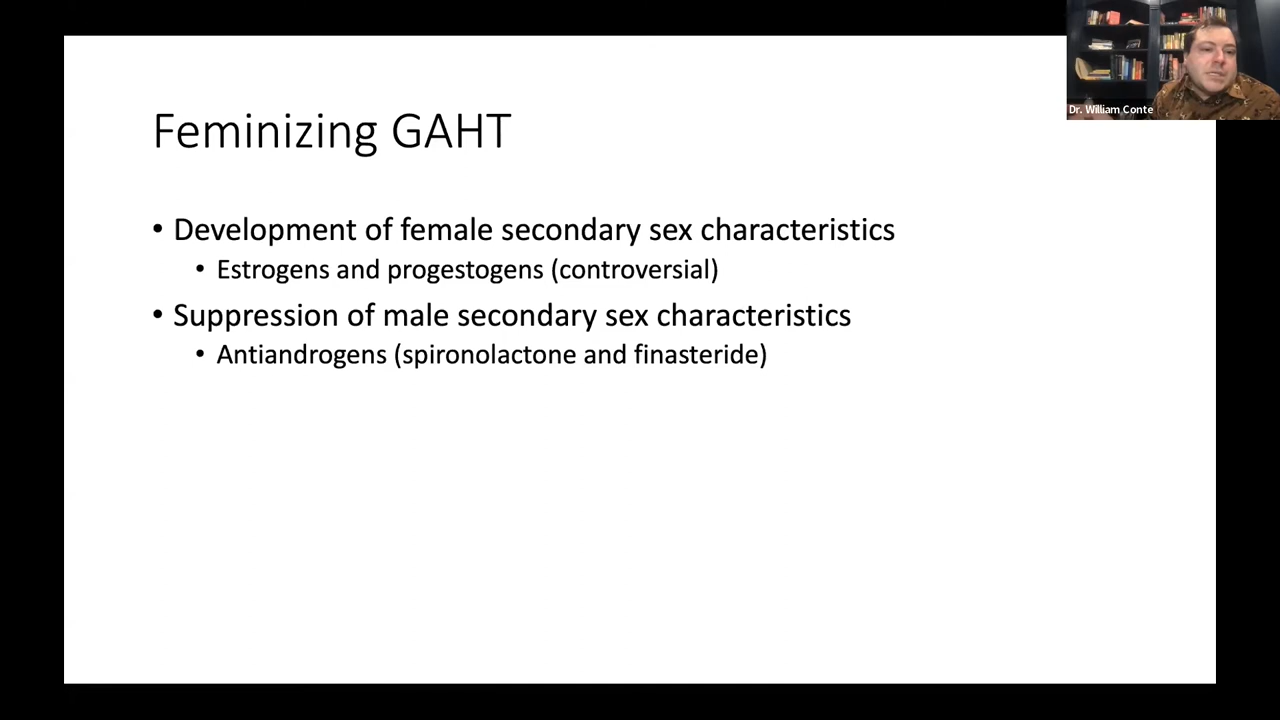 Dr. William Conte
Feminizing GAHT
• Development of female secondary sex characteristics
• Estrogens and progestogens (controversial)
• Suppression of male secondary sex characteristics
• Antiandrogens (spironolactone and finasteride)